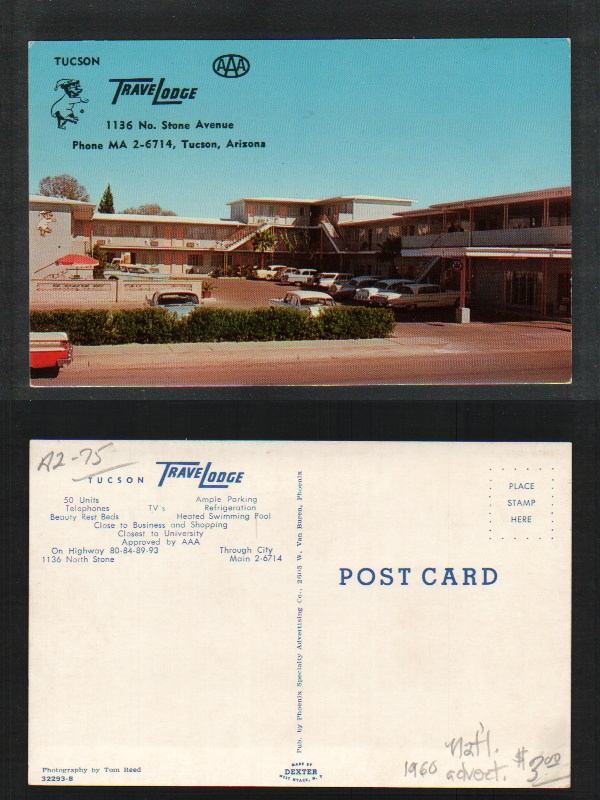 TUCSON
AAA
TRAVELODGE
1136 No. Stone Avenue
Phone MA 2-6714, Tucson, Arizona
A2-75
TUCSON TRAVELODGE
50 Units Ample Parking
Telephones TV's Refrigeration
Beauty Rest Beds Heated Swimming Pool
Close to Business and Shopping
Closest to University
Approved by AAA
On Highway 80-84-89-93 Through City
1136 North Stone Main 2-6714
Pub. by Phoenix Specialty Advertising Co., 2605 W. Van Buren, Phoenix
PLACE
STAMP
HERE
POST CARD
Photography by Tom Reed
32293-B
MADE BY
DEXTER
WEST NYACK, N. Y.
Nat'l.
1960 advert. $3.00